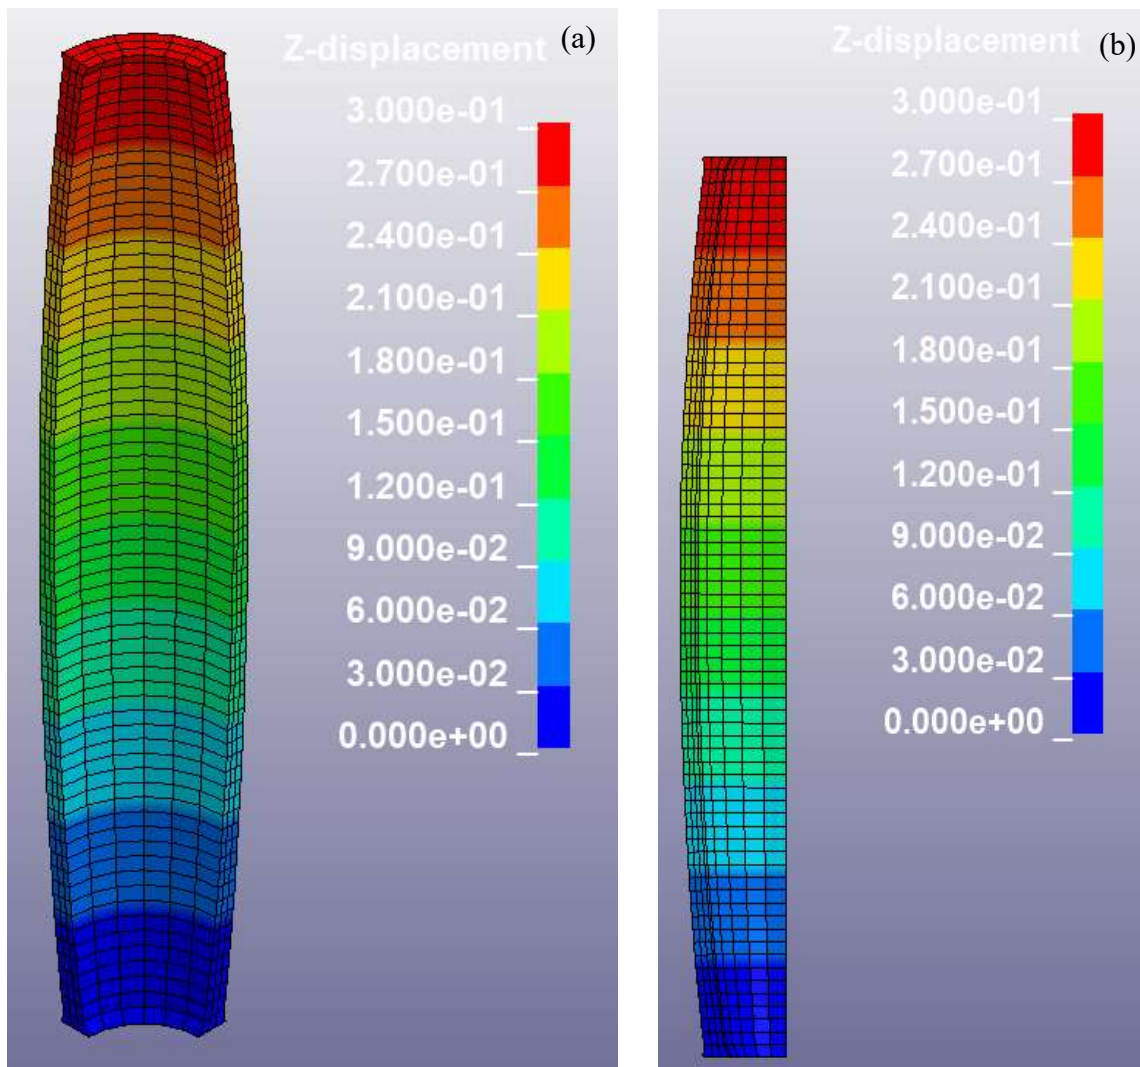 Z-displacement (a)
3.000e-01
2.700e-01
2.400e-01
2.100e-01
1.800e-01
1.500e-01
1.200e-01
9.000e-02
6.000e-02
3.000e-02
0.000e+00
Z-displacement (b)
3.000e-01
2.700e-01
2.400e-01
2.100e-01
1.800e-01
1.500e-01
1.200e-01
9.000e-02
6.000e-02
3.000e-02
0.000e+00